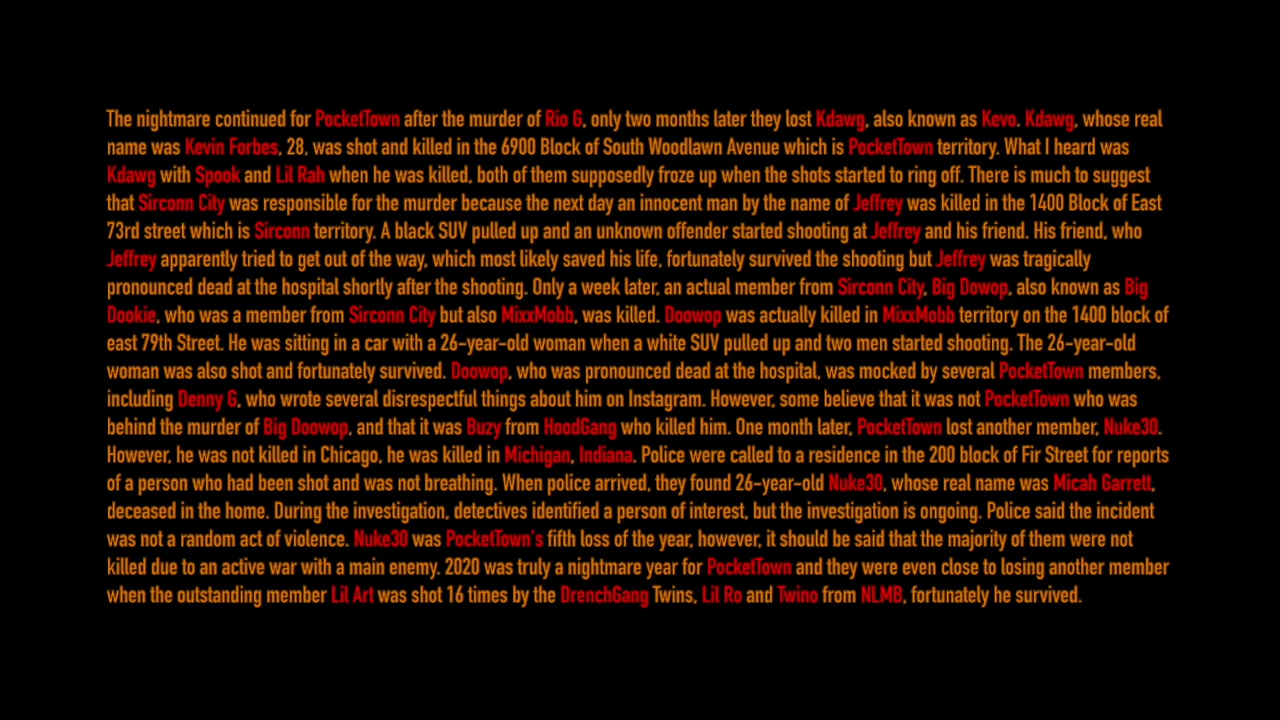 The nightmare continued for PocketTown after the murder of Rio G, only two months later they lost Kdawg, also known as Kevo. Kdawg, whose real
name was Kevin Forbes, 28, was shot and killed in the 6900 Block of South Woodlawn Avenue which is PocketTown territory. What I heard was
Kdawg with Spook and Lil Rah when he was killed, both of them supposedly froze up when the shots started to ring off. There is much to suggest
that Sirconn City was responsible for the murder because the next day an innocent man by the name of Jeffrey was killed in the 1400 Block of East
73rd street which is Sirconn territory. A black SUV pulled up and an unknown offender started shooting at Jeffrey and his friend. His friend, who
Jeffrey apparently tried to get out of the way, which most likely saved his life, fortunately survived the shooting but Jeffrey was tragically
pronounced dead at the hospital shortly after the shooting. Only a week later, an actual member from Sirconn City, Big Dowop, also known as Big
Dookie, who was a member from Sirconn City but also MixxMobb, was killed. Doowop was actually killed in MixxMobb territory on the 1400 block of
east 79th Street. He was sitting in a car with a 26-year-old woman when a white SUV pulled up and two men started shooting. The 26-year-old
woman was also shot and fortunately survived. Doowop, who was pronounced dead at the hospital, was mocked by several PocketTown members,
including Denny G, who wrote several disrespectful things about him on Instagram. However, some believe that it was not PocketTown who was
behind the murder of Big Doowop, and that it was Buzy from HoodGang who killed him. One month later, PocketTown lost another member, Nuke30.
However, he was not killed in Chicago, he was killed in Michigan, Indiana. Police were called to a residence in the 200 block of Fir Street for reports
of a person who had been shot and was not breathing. When police arrived, they found 26-year-old Nuke30, whose real name was Micah Garrett,
deceased in the home. During the investigation, detectives identified a person of interest, but the investigation is ongoing. Police said the incident
was not a random act of violence. Nuke30 was PocketTown's fifth loss of the year, however, it should be said that the majority of them were not
killed due to an active war with a main enemy. 2020 was truly a nightmare year for PocketTown and they were even close to losing another member
when the outstanding member Lil Art was shot 16 times by the DrenchGang Twins, Lil Ro and Twino from NLMB, fortunately he survived.